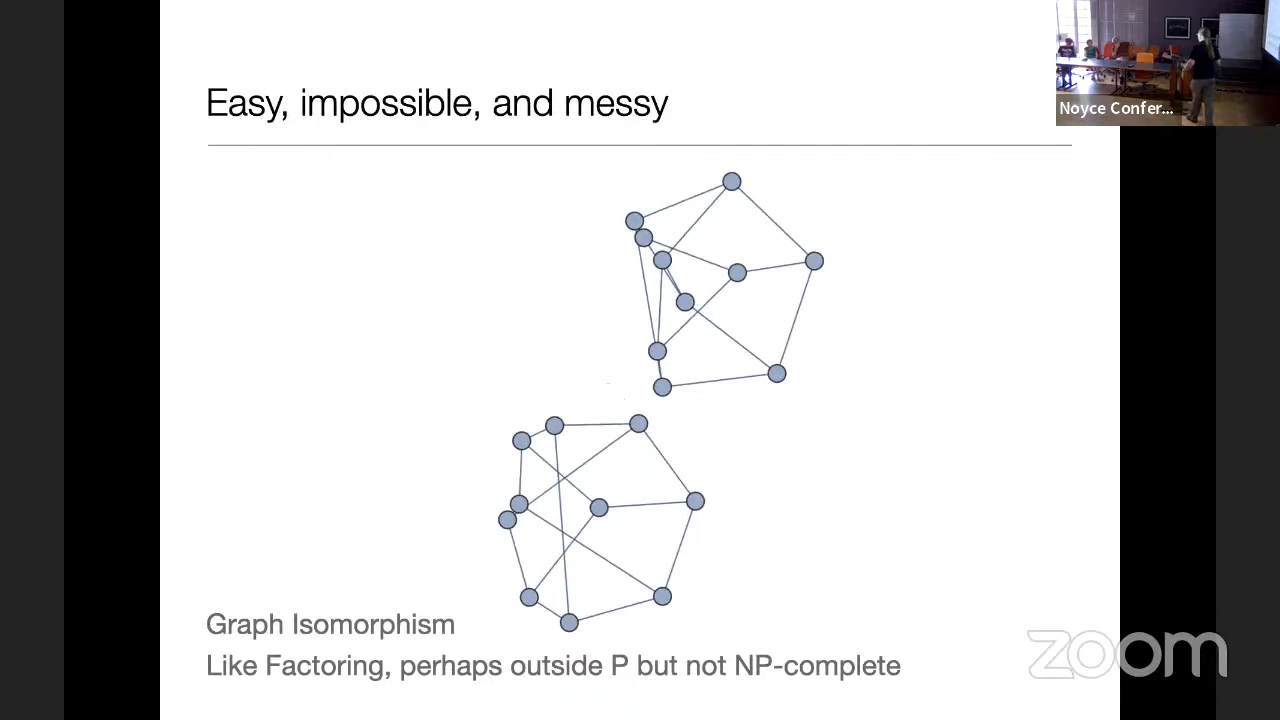 Easy, impossible, and messy
Noyce Confer...
Graph Isomorphism
Like Factoring, perhaps outside P but not NP-complete
zoom